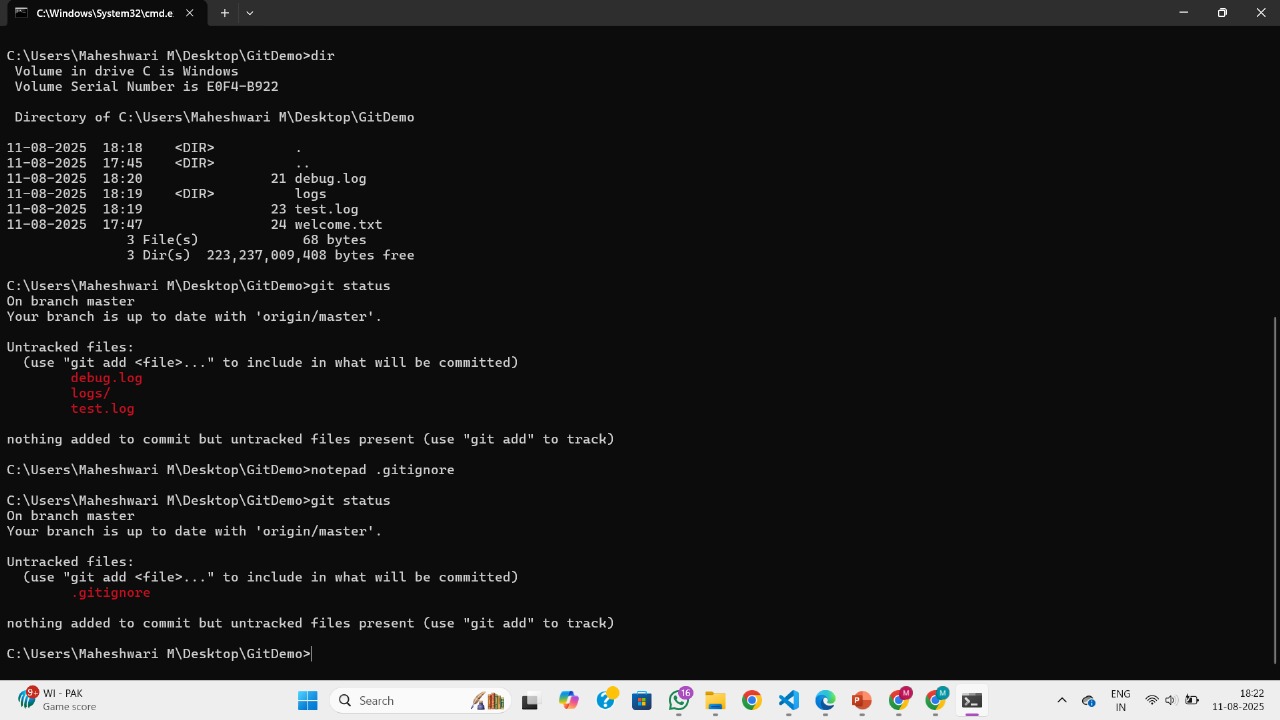 C:\Windows\System32\cmd.e
C:\Users\Maheshwari M\Desktop\GitDemo>dir
Volume in drive C is Windows
Volume Serial Number is E0F4-B922
Directory of C:\Users\Maheshwari M\Desktop\GitDemo
11-08-2025  18:18    <DIR>          .
11-08-2025  17:45    <DIR>          ..
11-08-2025  18:20                21 debug.log
11-08-2025  18:19    <DIR>          logs
11-08-2025  18:19                23 test.log
11-08-2025  17:47                24 welcome.txt
3 File(s)             68 bytes
3 Dir(s)  223,237,009,408 bytes free
C:\Users\Maheshwari M\Desktop\GitDemo>git status
On branch master
Your branch is up to date with 'origin/master'.
Untracked files:
(use "git add <file>..." to include in what will be committed)
debug.log
logs/
test.log
nothing added to commit but untracked files present (use "git add" to track)
C:\Users\Maheshwari M\Desktop\GitDemo>notepad .gitignore
C:\Users\Maheshwari M\Desktop\GitDemo>git status
On branch master
Your branch is up to date with 'origin/master'.
Untracked files:
(use "git add <file>..." to include in what will be committed)
.gitignore
nothing added to commit but untracked files present (use "git add" to track)
C:\Users\Maheshwari M\Desktop\GitDemo>
9+
WI - PAK
Game score
Search
16
M
M
ENG
IN
18:22
11-08-2025